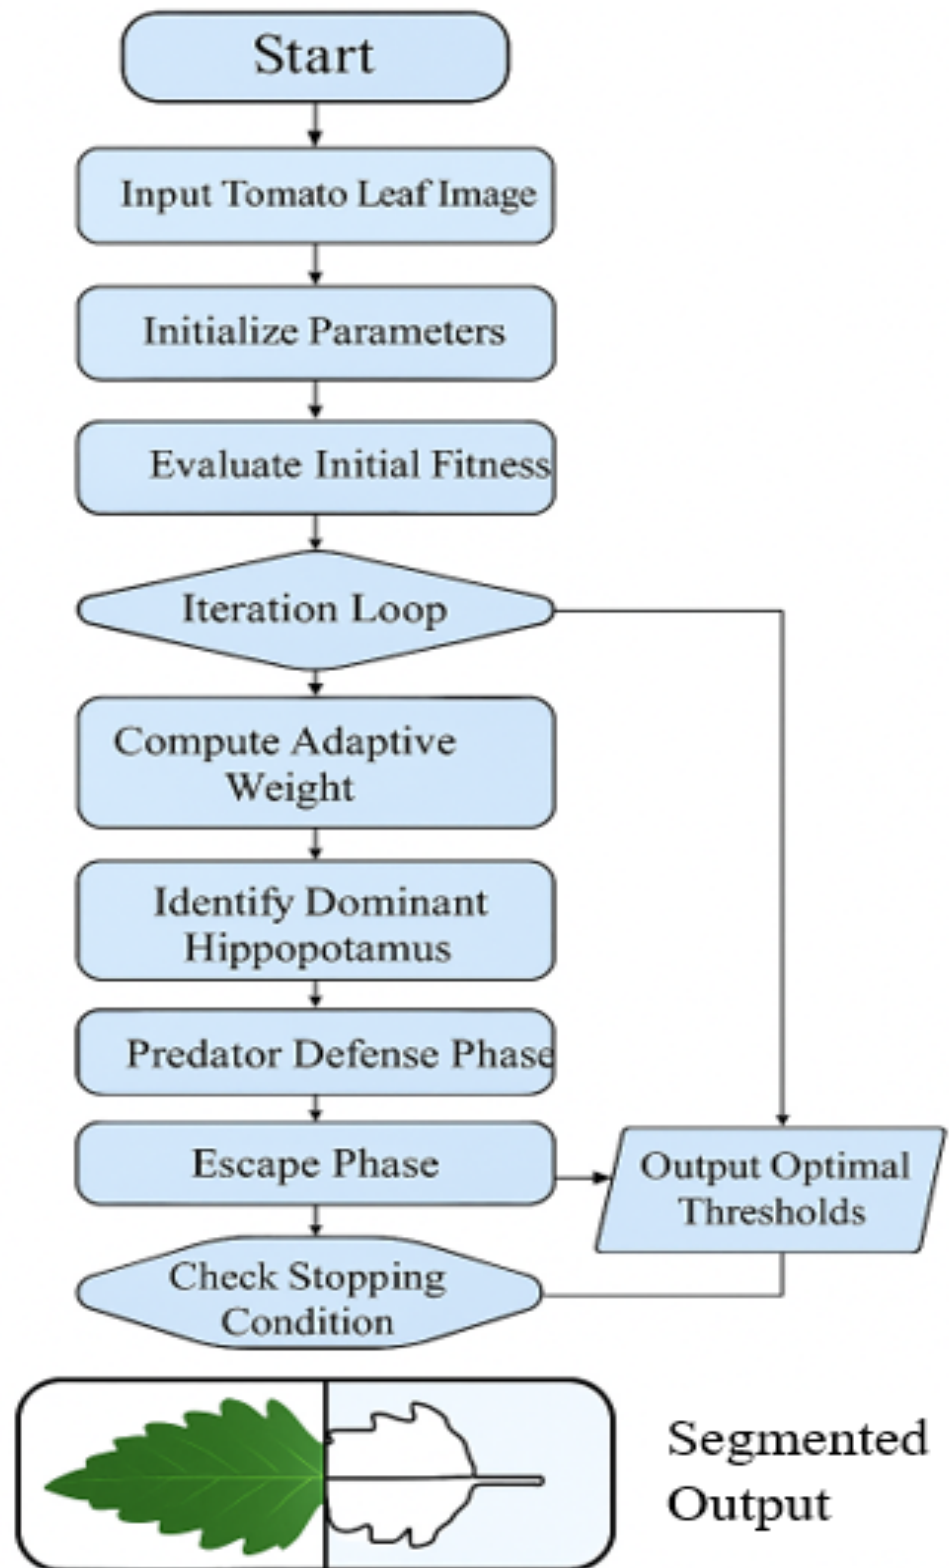 Start
Input Tomato Leaf Image
Initialize Parameters
Evaluate Initial Fitness
Iteration Loop
Compute Adaptive
Weight
Identify Dominant
Hippopotamus
Predator Defense Phase
Escape Phase
Output Optimal
Thresholds
Check Stopping
Condition
Segmented
Output